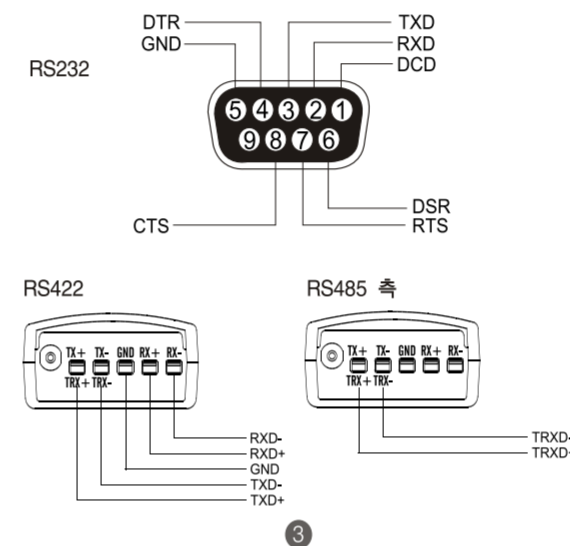 DTR TXD
GND RXD
RS232 DCD
5 4 3 2 1
9 8 7 6
DSR
CTS RTS
RS422 RS485 측
TX+ TX- GND RX+ RX- TX+ TX- GND RX+ RX-
TRX+ TRX- TRX+ TRX-
RXD- TRXD-
RXD+ TRXD+
GND
TXD-
TXD+
3